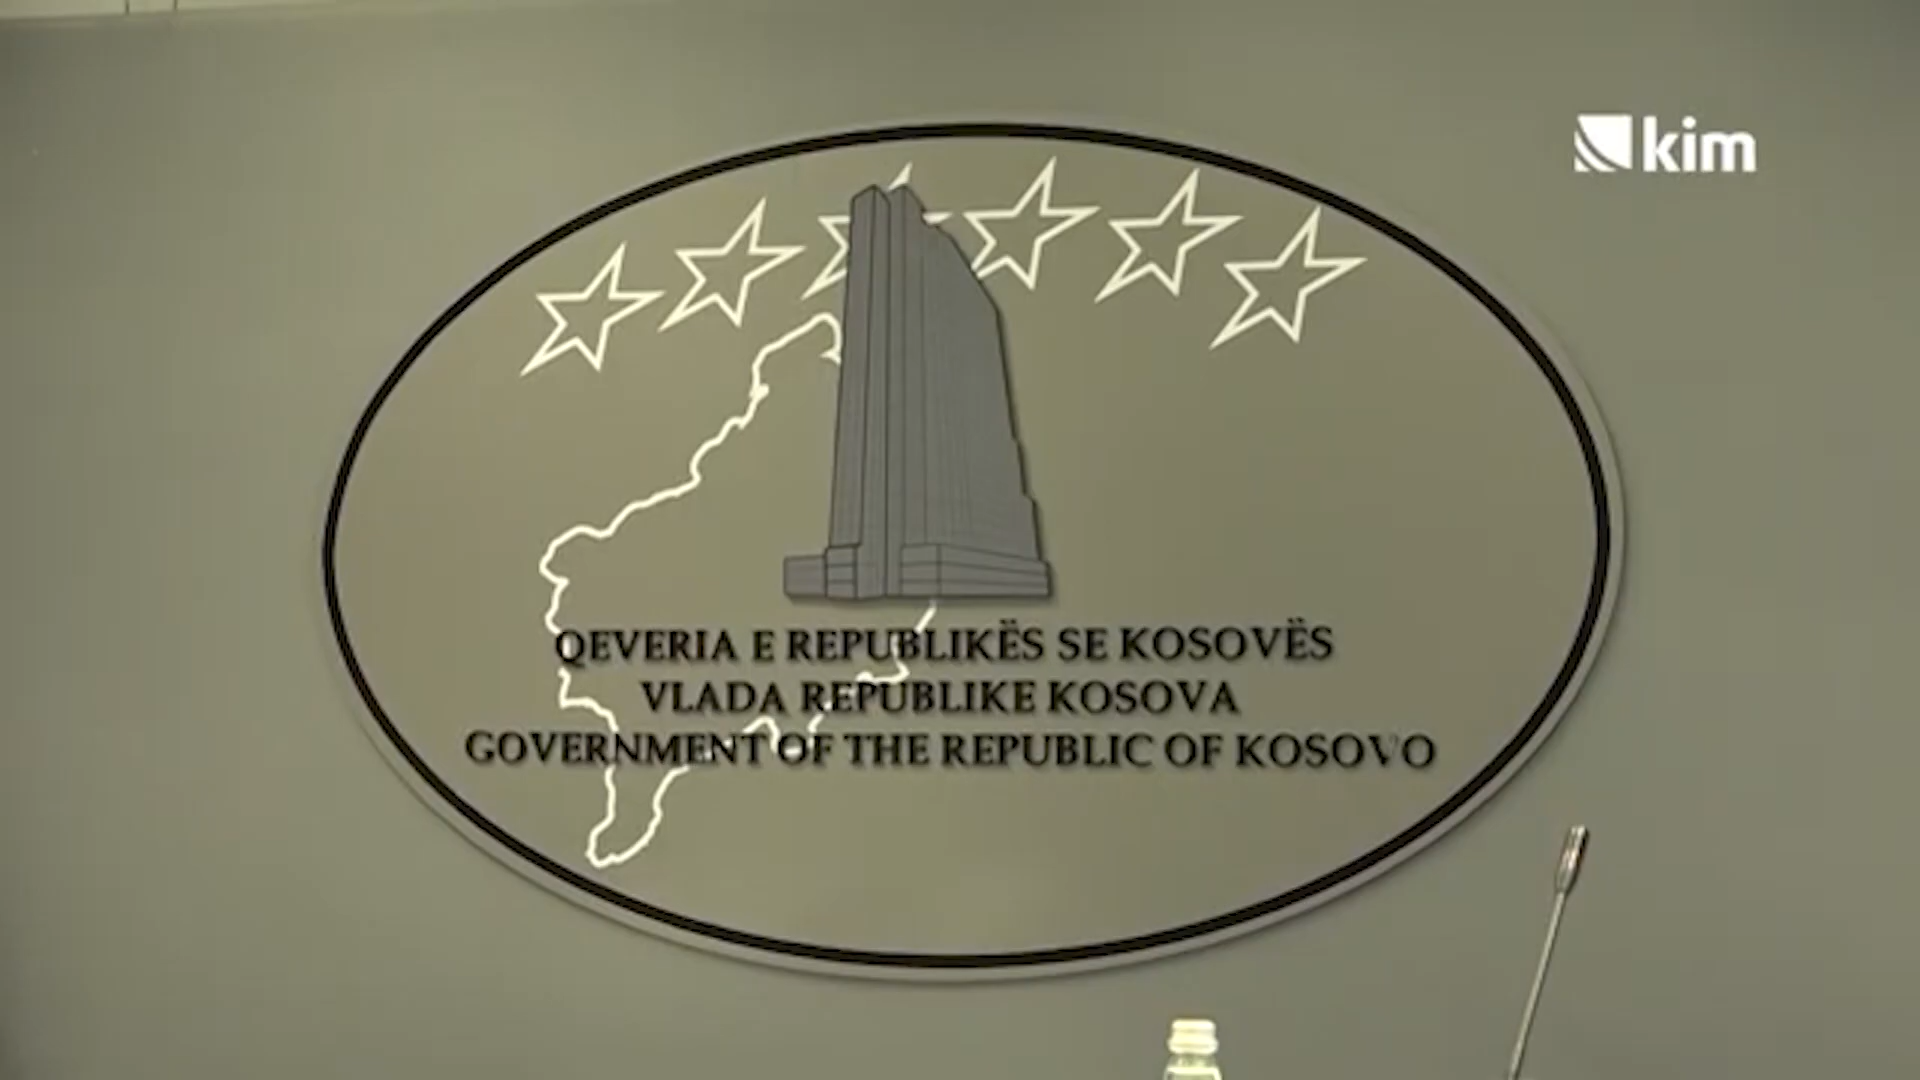 kim
QEVERIA E REPUBLIKËS SE KOSOVËS
VLADA REPUBLIKE KOSOVA
GOVERNMENT OF THE REPUBLIC OF KOSOVO